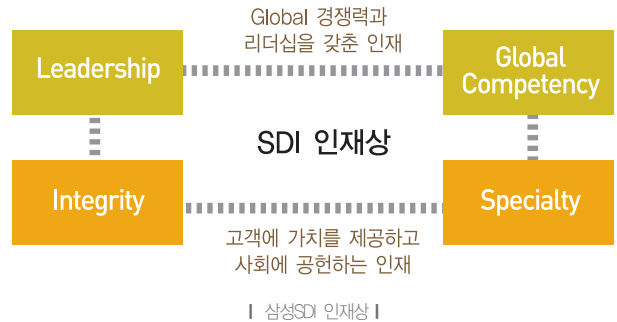 Global 경쟁력과
리더십을 갖춘 인재
Leadership
Global
Competency
SDI 인재상
Integrity
Specialty
고객에 가치를 제공하고
사회에 공헌하는 인재
| 삼성SDI 인재상 |